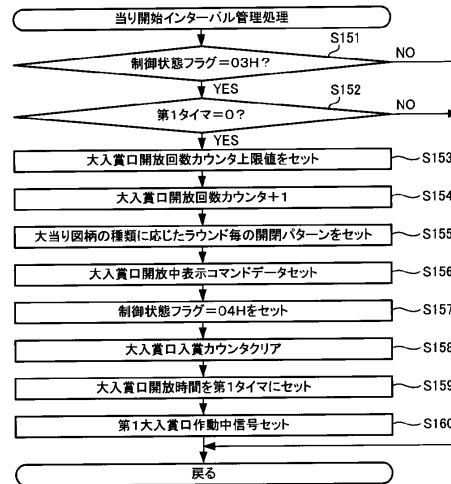 当り開始インターバル管理処理
S151
制御状態フラグ=03H?
NO
YES
S152
第1タイマ=0?
NO
YES
大入賞口開放回数カウンタ上限値をセット
S153
大入賞口開放回数カウンタ+1
S154
大当り図柄の種類に応じたラウンド毎の開閉パターンをセット
S155
大入賞口開放中表示コマンドデータセット
S156
制御状態フラグ=04Hをセット
S157
大入賞口入賞カウンタクリア
S158
大入賞口開放時間を第1タイマにセット
S159
第1大入賞口作動中信号セット
S160
戻る